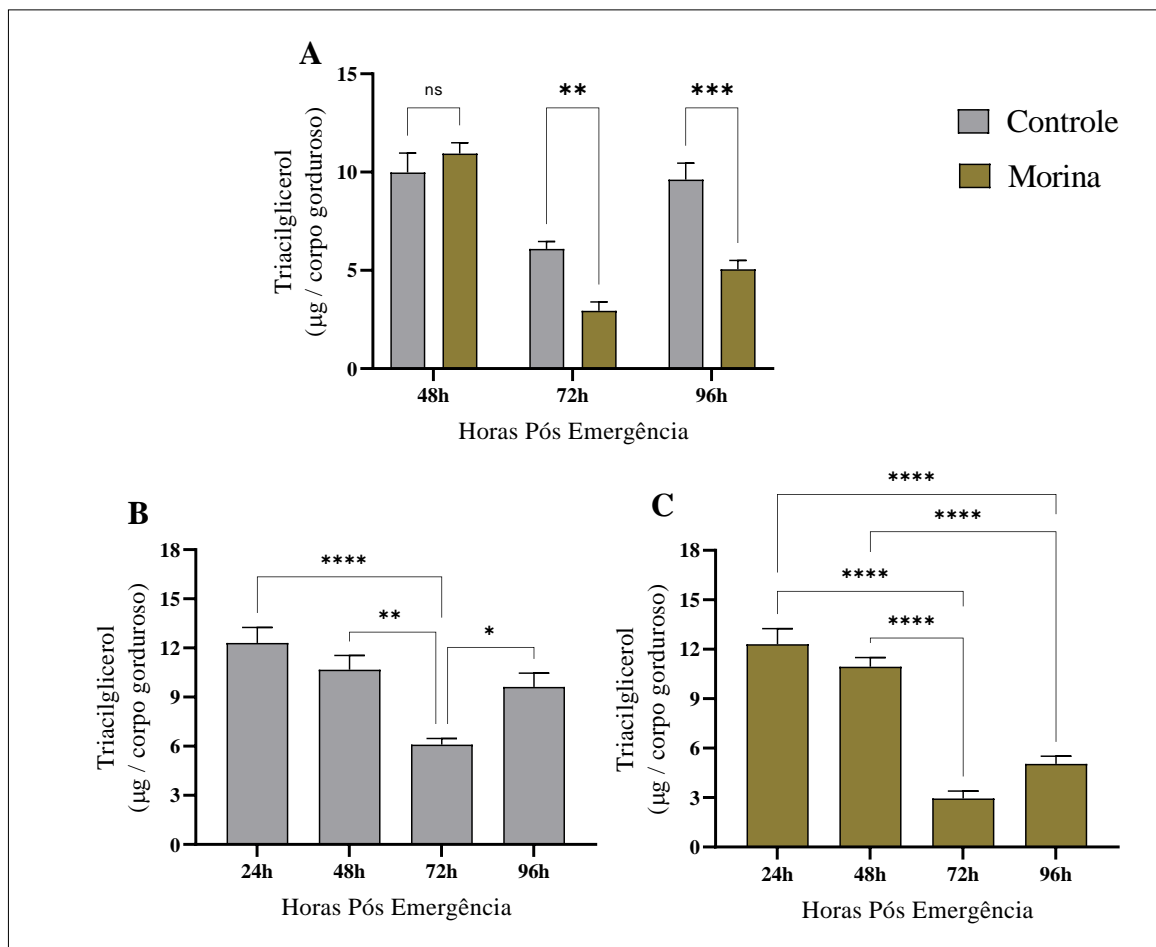 A
15
10
5
0
Triacilglicerol
(µg / corpo gorduroso)
ns
**
***
48h
72h
96h
Horas Pós Emergência
Controle
Morina
B
18
15
12
9
6
3
0
Triacilglicerol
(µg / corpo gorduroso)
****
**
*
24h
48h
72h
96h
Horas Pós Emergência
C
18
15
12
9
6
3
0
Triacilglicerol
(µg / corpo gorduroso)
****
****
****
****
24h
48h
72h
96h
Horas Pós Emergência